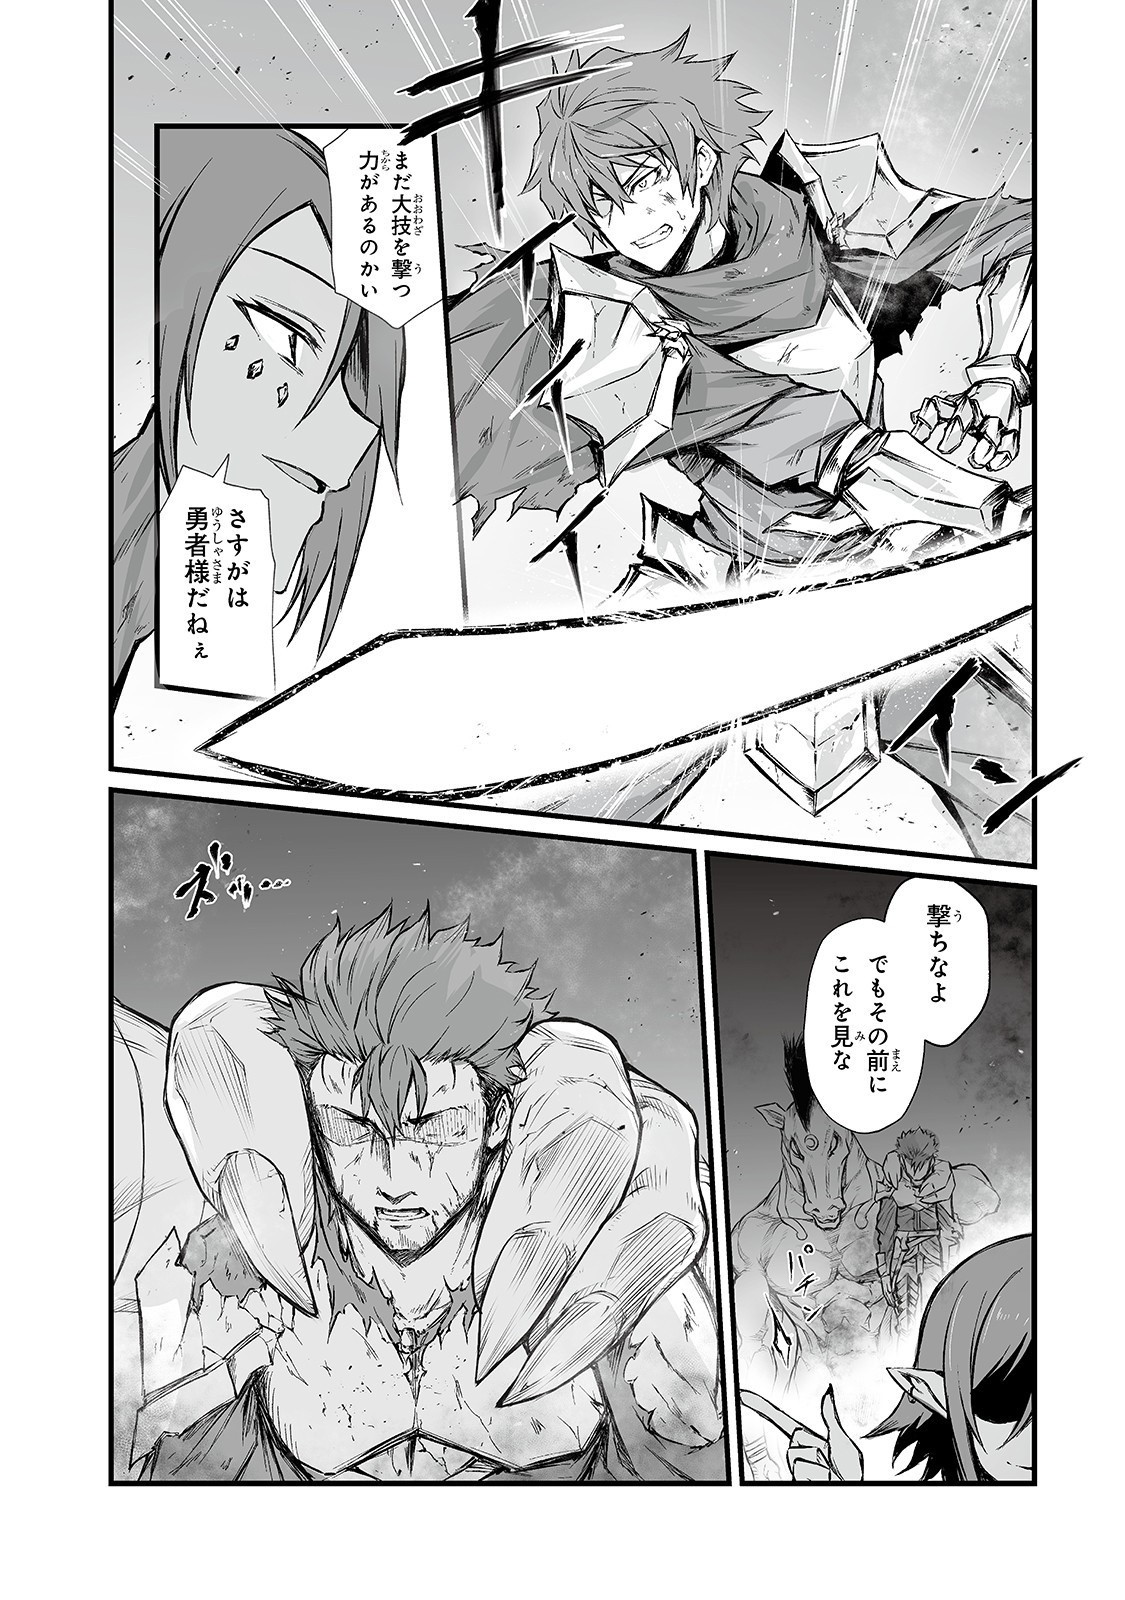 まだ大技を撃つ
力があるのかい
さすがは
勇者様だねぇ
撃ちなよ
でもその前に
これを見な
パチン
ズッ…